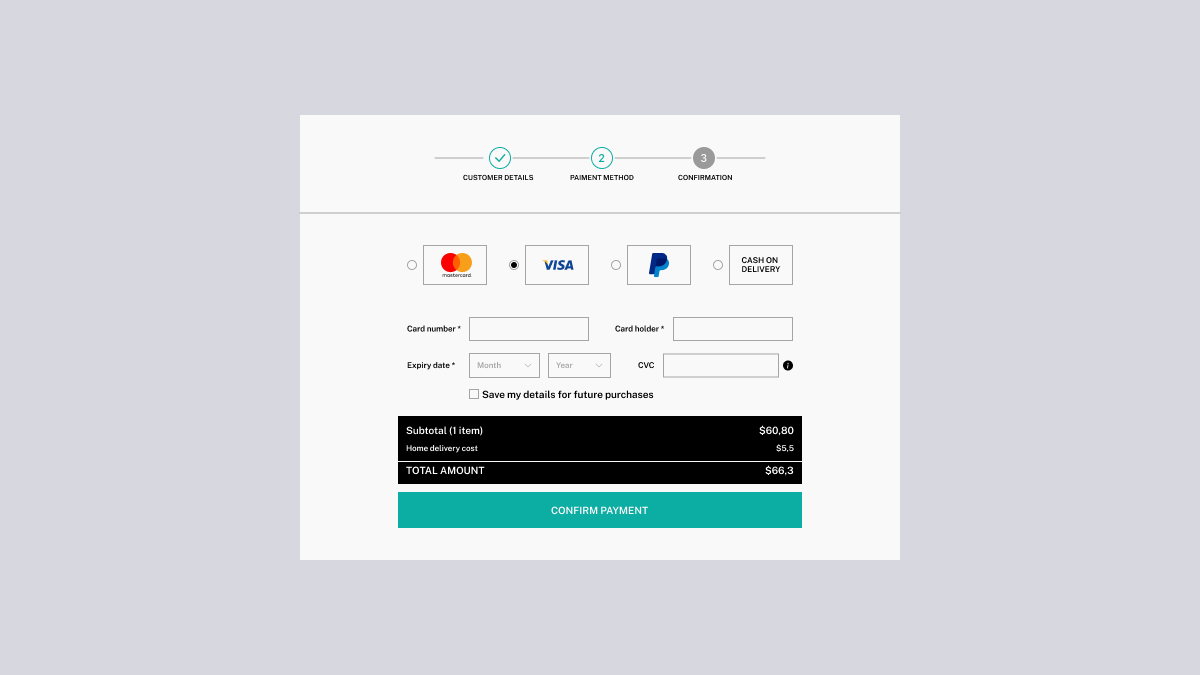 2
3
CUSTOMER DETAILS
PAIMENT METHOD
CONFIRMATION
mastercard.
VISA
CASH ON
DELIVERY
Card number *
Card holder *
Expiry date *
Month
Year
CVC
i
Save my details for future purchases
Subtotal (1 item) $60,80
Home delivery cost $5,5
TOTAL AMOUNT $66,3
CONFIRM PAYMENT